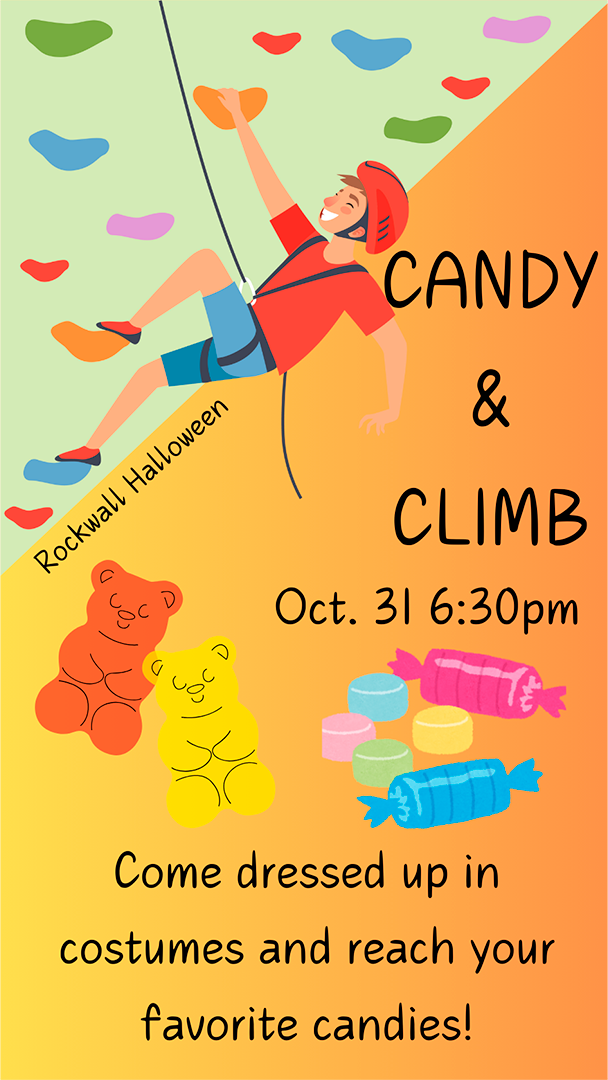 CANDY
&
CLIMB
Rockwall Halloween
Oct. 31 6:30pm
Come dressed up in
costumes and reach your
favorite candies!